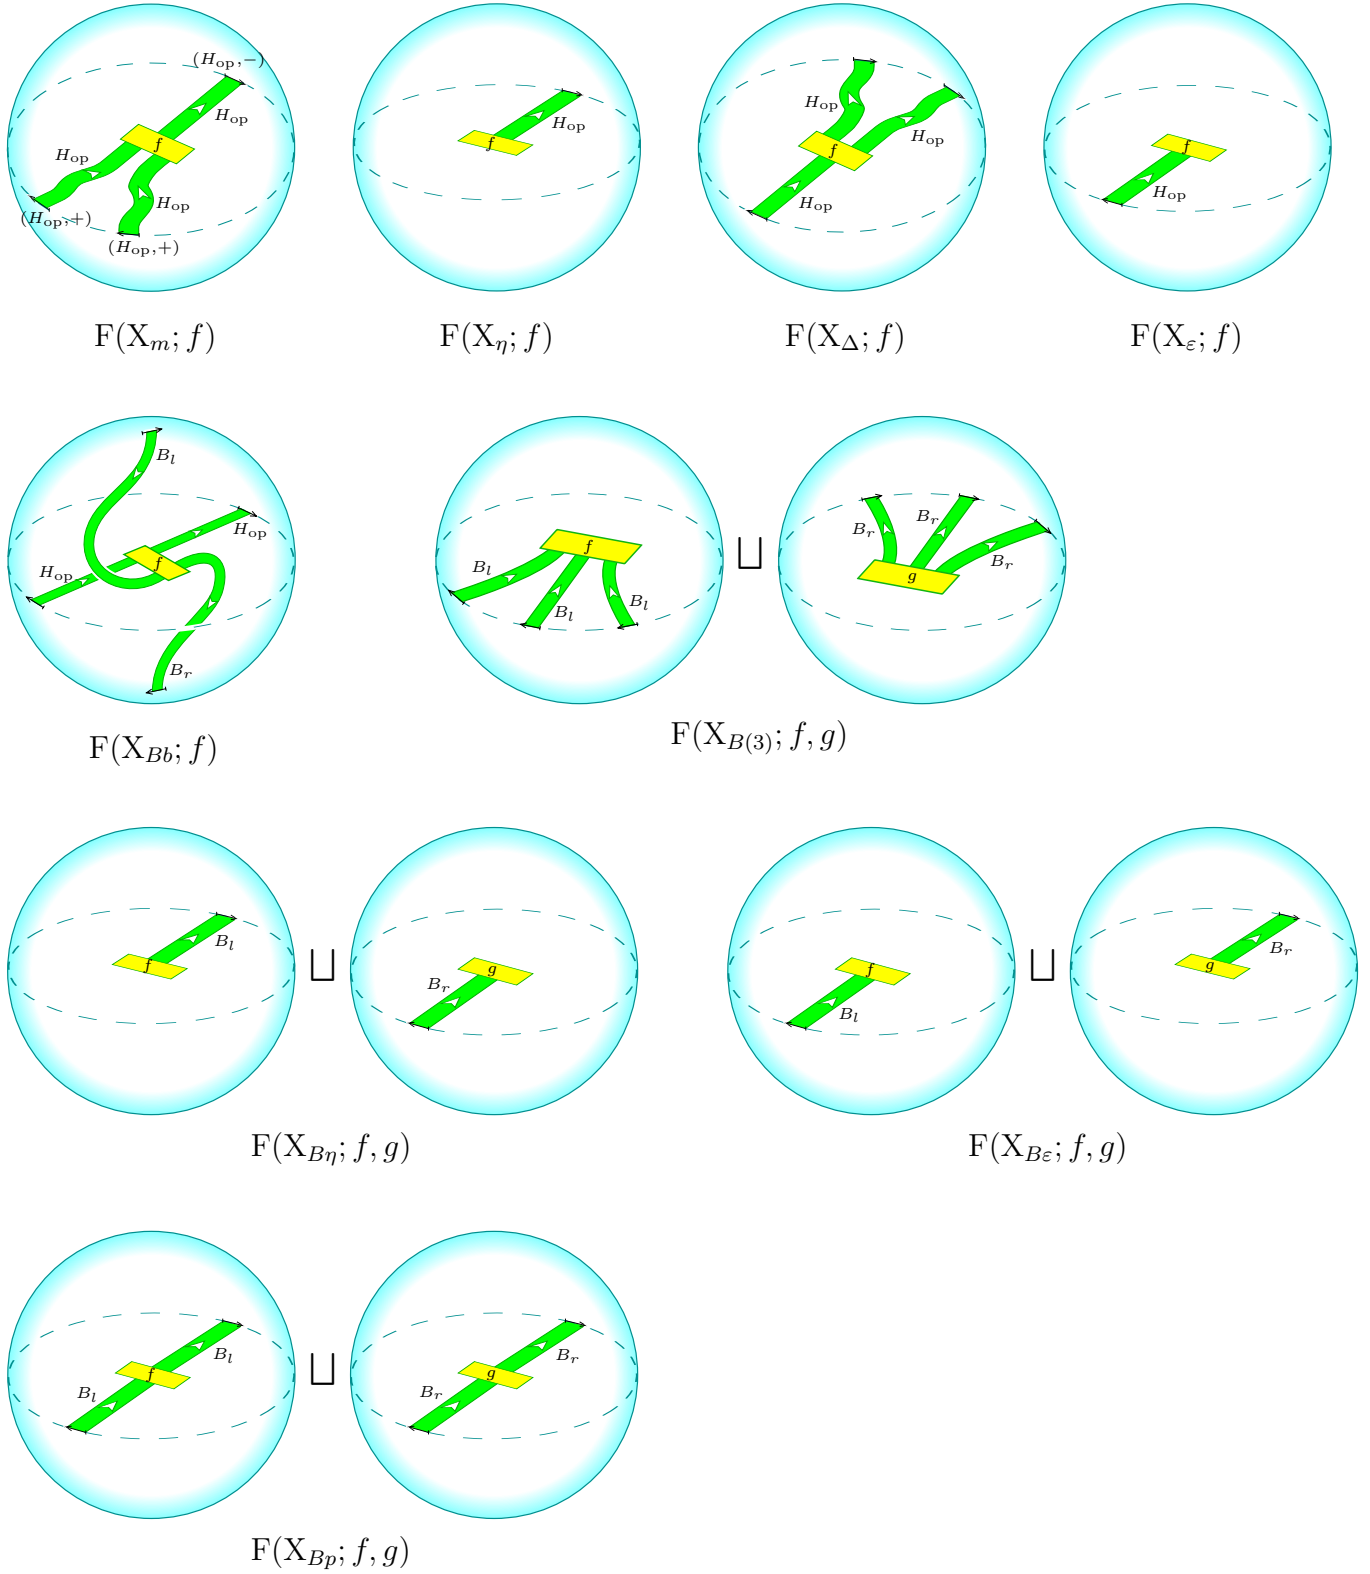 (H_op,−)
H_op
f
H_op
H_op
(H_op,+)
(H_op,+)
F(X_m; f)
H_op
f
F(X_η; f)
H_op
H_op
f
H_op
F(X_Δ; f)
f
H_op
F(X_ε; f)
B_l
H_op
f
H_op
B_r
F(X_Bb; f)
f
B_l
B_l
B_l
⊔
B_r
B_r
B_r
g
F(X_B(3); f, g)
B_l
f
⊔
g
B_r
F(X_Bη; f, g)
f
B_l
⊔
B_r
g
F(X_Bε; f, g)
B_l
f
B_l
⊔
B_r
g
B_r
F(X_Bp; f, g)